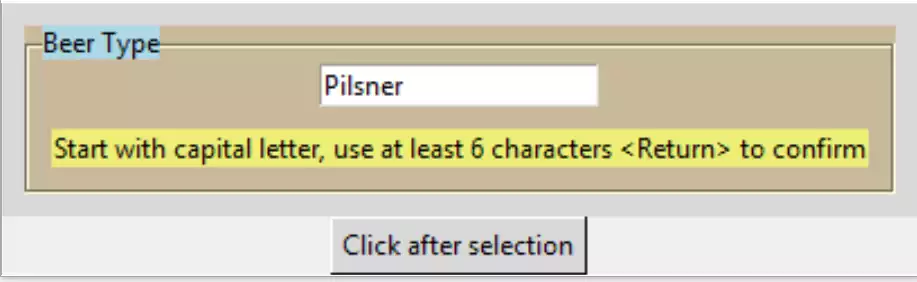 Beer Type
Pilsner
Start with capital letter, use at least 6 characters <Return> to confirm
Click after selection